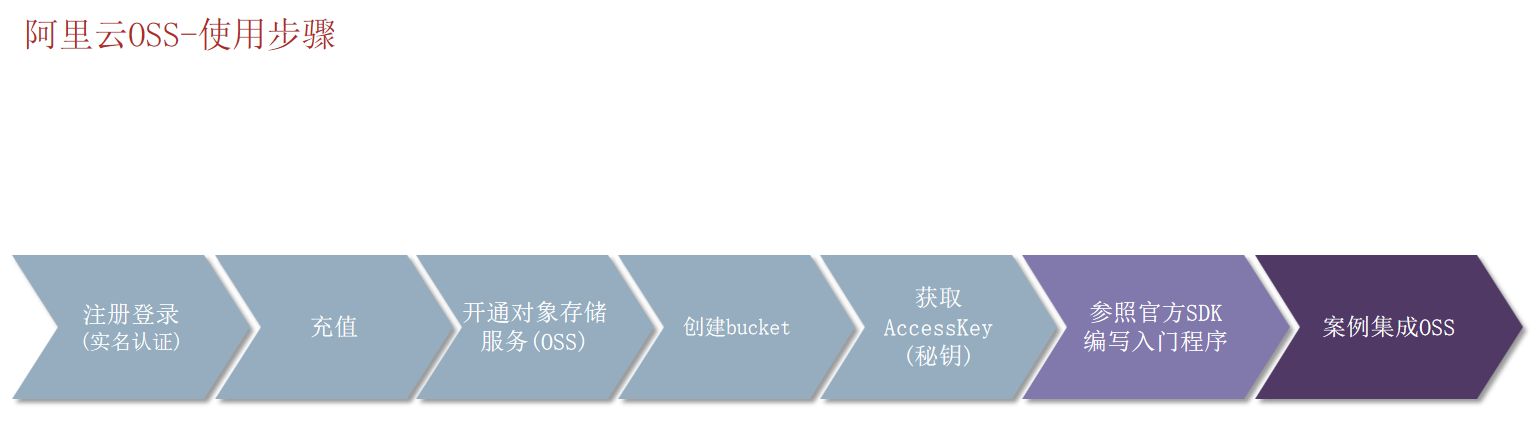 阿里云OSS-使用步骤
注册登录
(实名认证)
充值
开通对象存储
服务(OSS)
创建bucket
获取
AccessKey
(秘钥)
参照官方SDK
编写入门程序
案例集成OSS